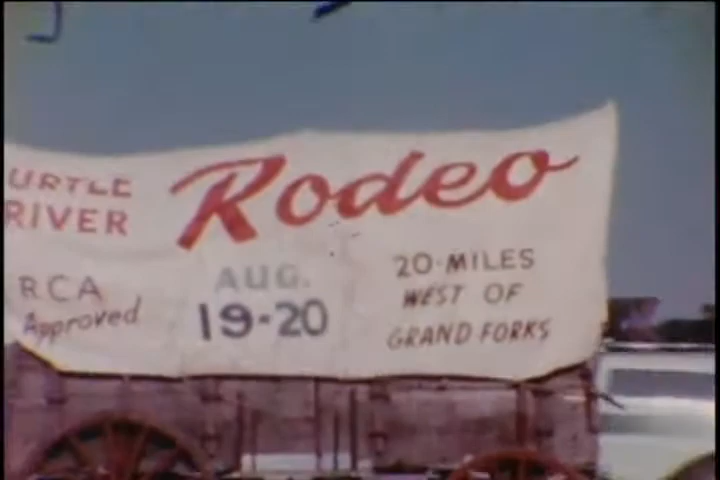 URTLE
RIVER
Rodeo
RCA
Approved
AUG.
19-20
20 MILES
WEST OF
GRAND FORKS